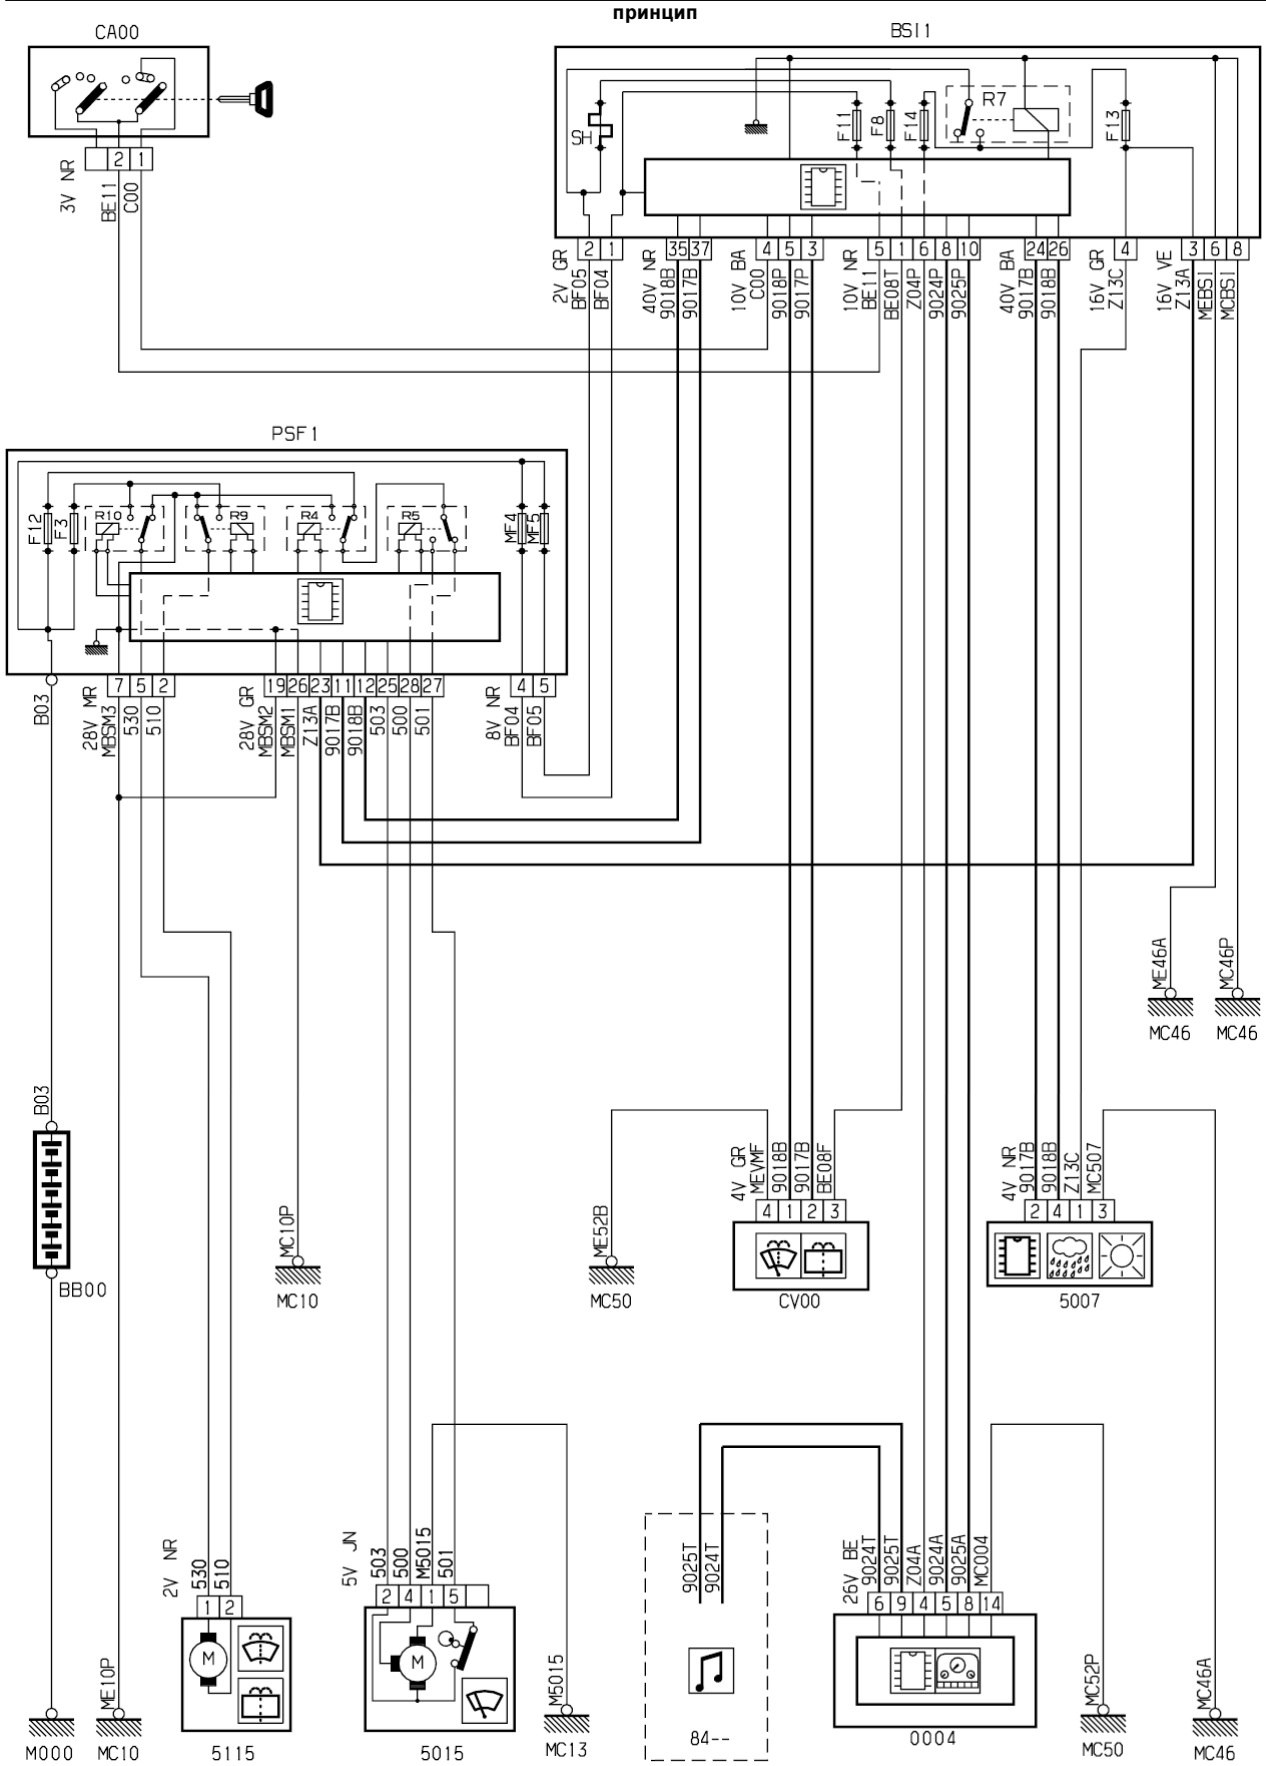 принцип
CA00
BSI1
R7
SH
F11
F8
F14
F13
2 1
3V NR
BE11
C00
2 1
35 37
4 5 3
5 1 6 8 10
24 26
4
3 6 8
2V GR
BF05
BF04
40V NR
9018B
9017B
10V BA
C00
9018P
9017P
10V NR
BE11
BE08T
Z04P
9024P
9025P
40V BA
9017B
9018B
16V GR
Z13C
16V VE
Z13A
MEBSI
MCBSI
PSF1
F12
F3
R10
R9
R4
R6
MF4
MF5
7 5 2
19 26 23 11 12 25 28 27
4 5
B03
28V MR
MBSM3
530
510
28V GR
MBSM2
MBSM1
Z13A
9017B
9018B
503
500
501
8V NR
BF04
BF05
ME46A
MC46P
MC46
MC46
B03
BB00
MC10P
MC10
ME52B
MC50
4V GR
MEVMF
9018B
9017B
BE08F
4 1 2 3
CV00
4V NR
9017B
9018B
Z13C
MC507
2 4 1 3
5007
2V NR
530
510
1 2
M
5115
5V JN
503
500
M5015
501
2 4 1 5
M
5015
M5015
MC13
9025T
9024T
84--
26V BE
9024T
9025T
Z04A
9024A
9025A
MC004
6 9 4 5 8 14
0004
MC52P
MC50
MC46A
MC46
M000
ME10P
MC10